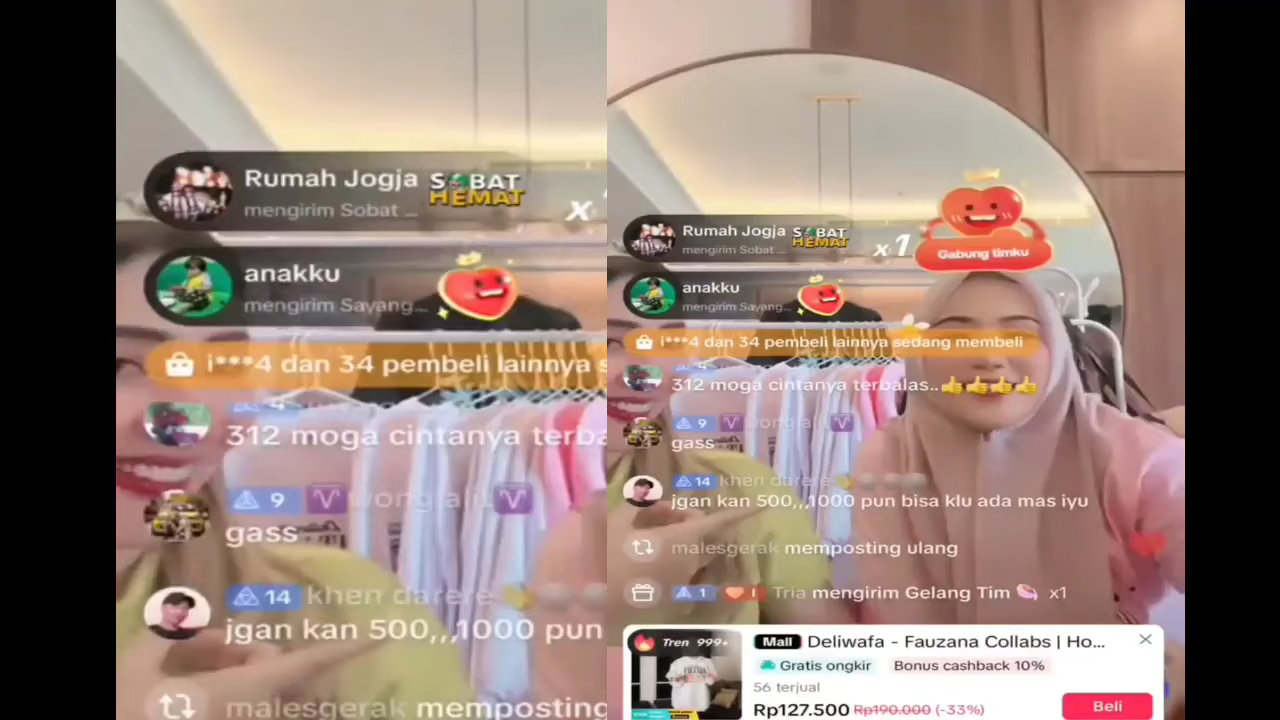 Rumah Jogja SOBAT HEMAT
mengirim Sobat ... x
anakku
mengirim Sayang...
i***4 dan 34 pembeli lainnya s
312 moga cintanya terba
9
gass
14 khen darere
jgan kan 500,,,1000 pun
malesgerak memposting
Gabung timku
Rumah Jogja SOBAT HEMAT
mengirim Sobat ... x1
anakku
mengirim Sayang...
i***4 dan 34 pembeli lainnya sedang membeli
312 moga cintanya terbalas..👍👍👍👍
9
gass
14 khen darere
jgan kan 500,,,1000 pun bisa klu ada mas iyu
malesgerak memposting ulang
1 Tria mengirim Gelang Tim x1
Tren 999+
Mall Deliwafa - Fauzana Collabs | Ho...
Gratis ongkir Bonus cashback 10%
56 terjual
Rp127.500 Rp190.000 (-33%)
Beli